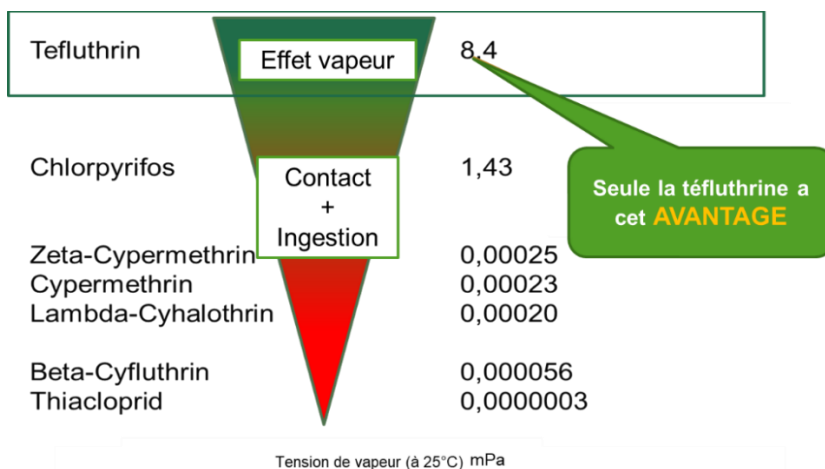 Tefluthrin
Effet vapeur
8.4
Chlorpyrifos
1,43
Contact
+
Ingestion
Seule la téfluthrine a
cet AVANTAGE
Zeta-Cypermethrin
0,00025
Cypermethrin
0,00023
Lambda-Cyhalothrin
0,00020
Beta-Cyfluthrin
0,000056
Thiacloprid
0,0000003
Tension de vapeur (à 25°C) mPa